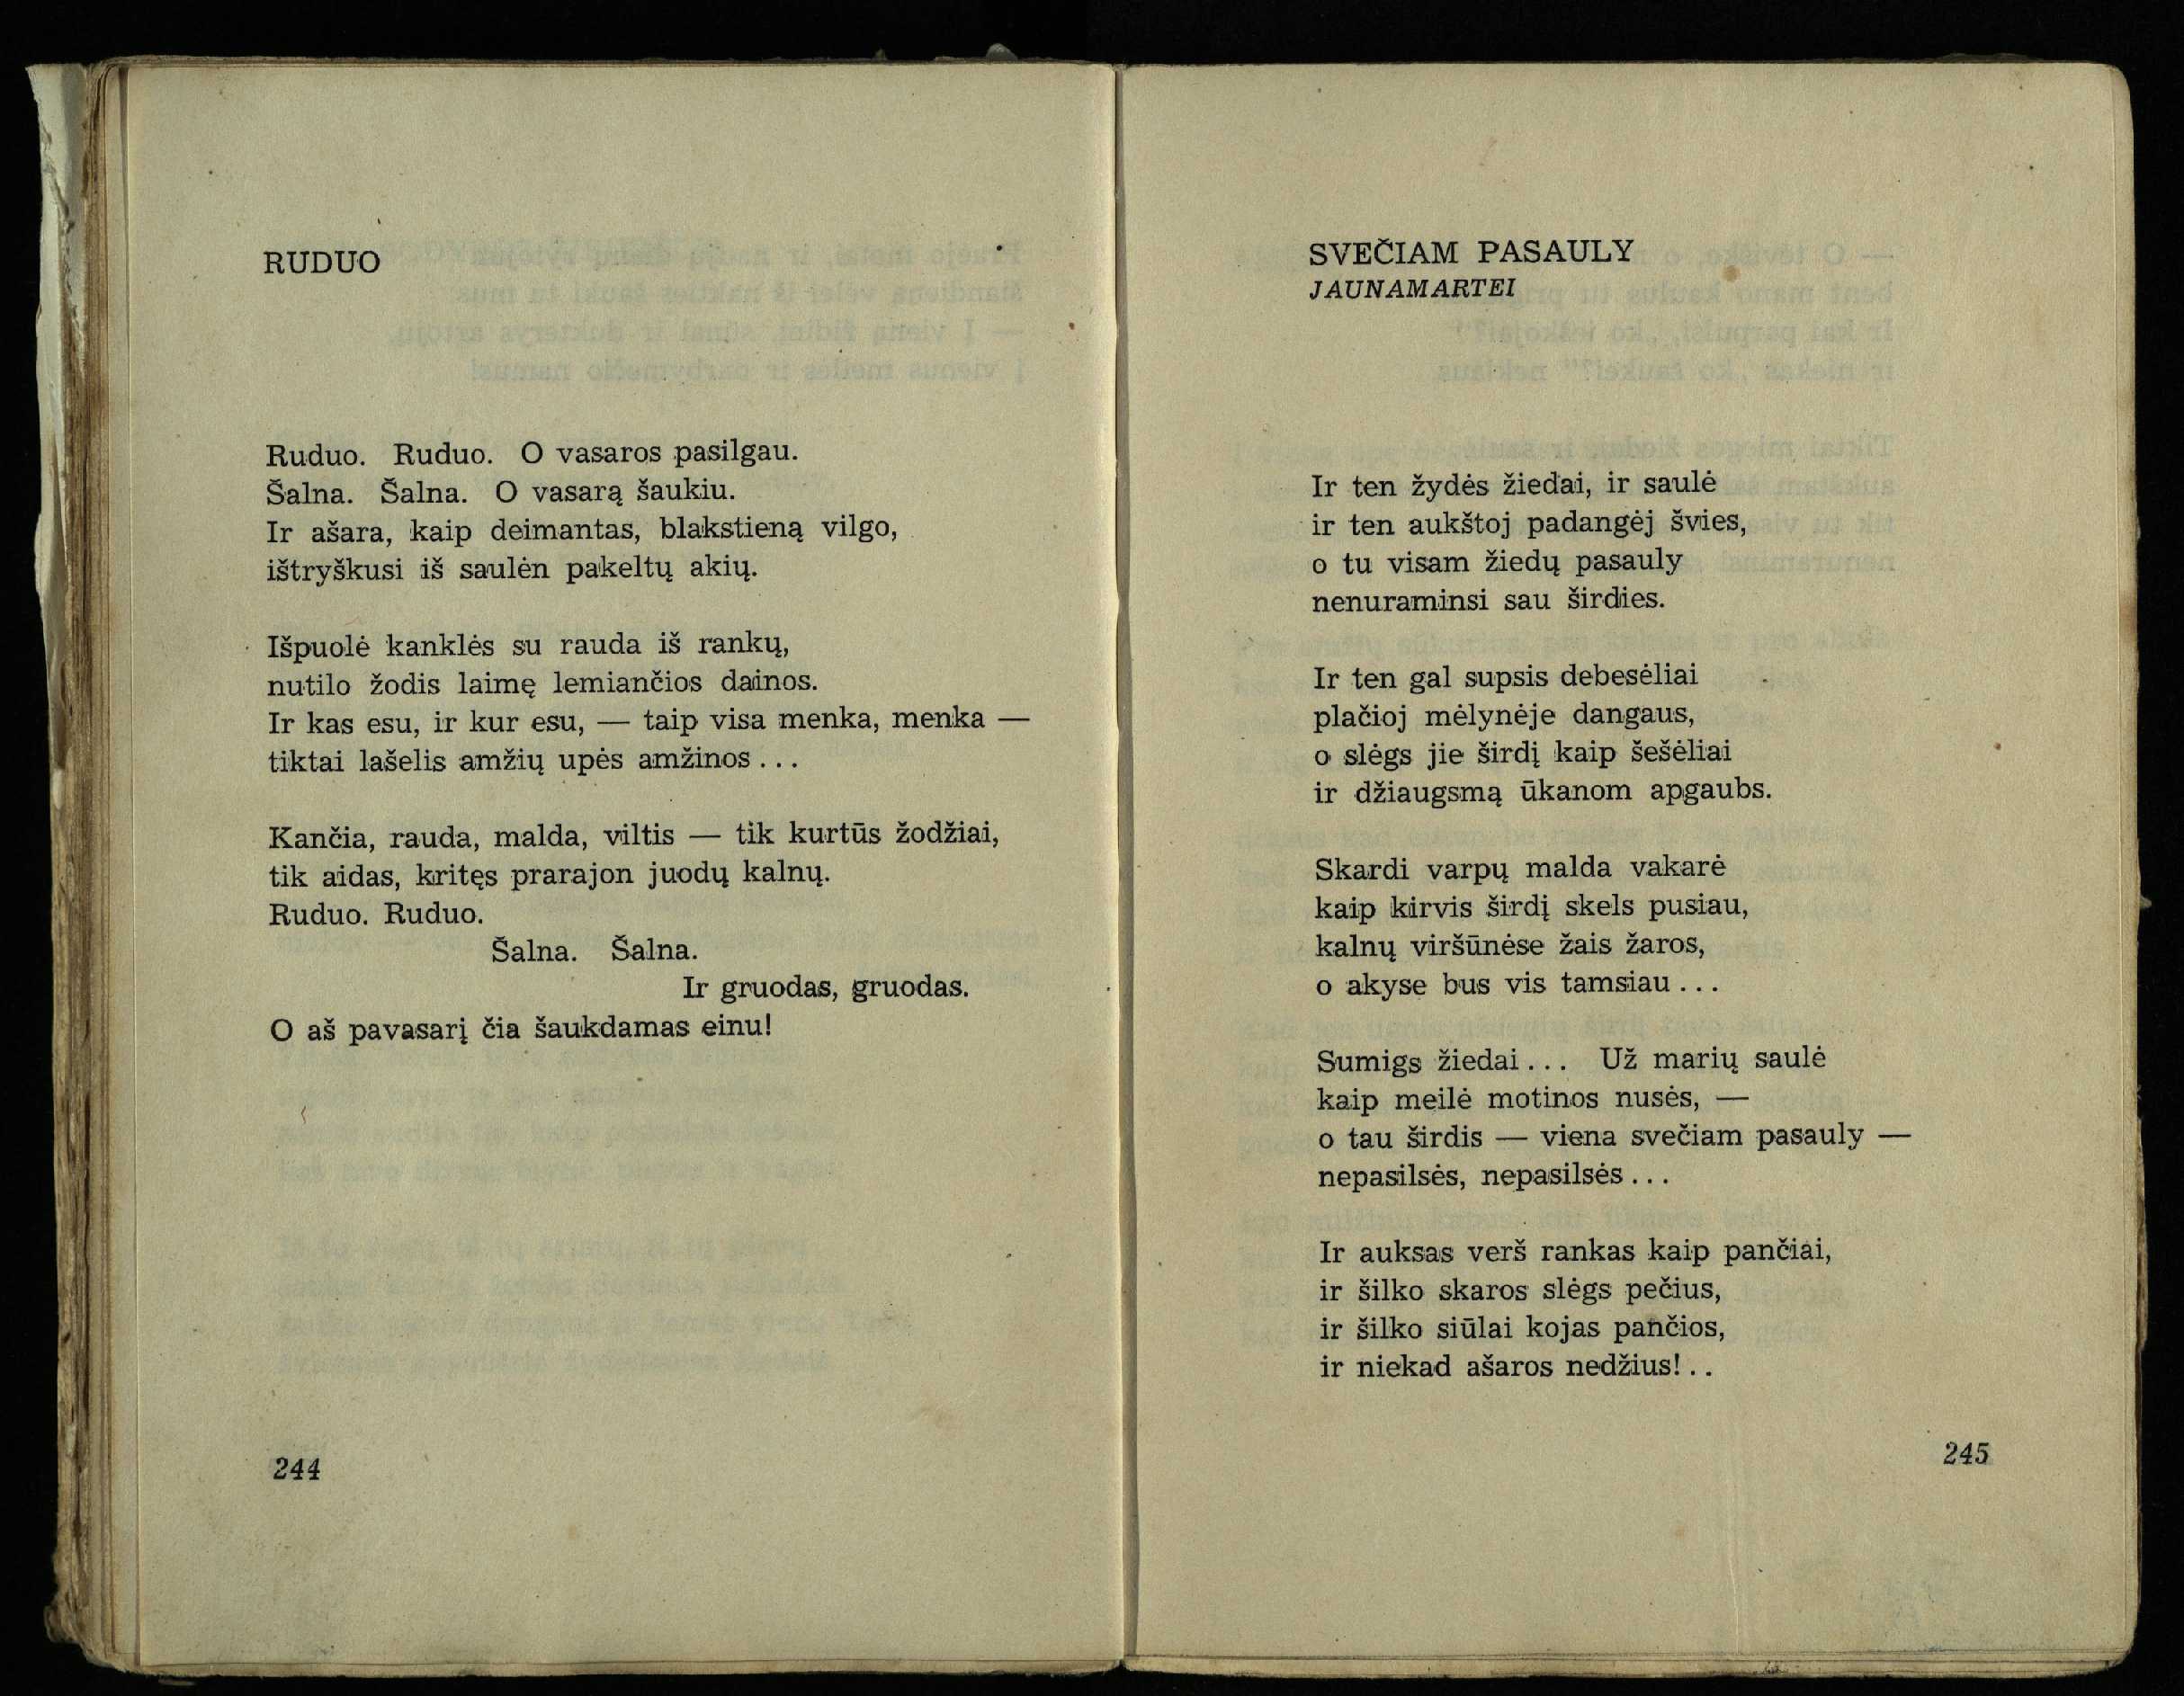 RUDUO
Ruduo. Ruduo. O vasaros pasilgau.
Šalna. Šalna. O vasarą šaukiu.
Ir ašara, kaip deimantas, blakstieną vilgo,
ištryškusi iš saulėn pakeltų akių.
Išpuolė kanklės su rauda iš rankų,
nutilo žodis laimę lemiančios dainos.
Ir kas esu, ir kur esu, — taip visa menka, menka —
tiktai lašelis amžių upės amžinos...
Kančia, rauda, malda, viltis — tik kurtūs žodžiai,
tik aidas, kritęs prarajon juodų kalnų.
Ruduo. Ruduo.
Šalna. Šalna.
Ir gruodas, gruodas.
O aš pavasarį čia šaukdamas einu!
244
SVEČIAM PASAULY
JAUNAMARTEI
Ir ten žydės žiedai, ir saulė
ir ten aukštoj padangėj švies,
o tu visam žiedų pasauly
nenuraminsi sau širdies.
Ir ten gal supsis debesėliai
plačioj mėlynėje dangaus,
o slėgs jie širdį kaip šešėliai
ir džiaugsmą ūkanom apgaubs.
Skardi varpų malda vakarė
kaip kirvis širdį skels pusiau,
kalnų viršūnėse žais žaros,
o akyse bus vis tamsiau...
Sumigs žiedai... Už marių saulė
kaip meilė motinos nusės, —
o tau širdis — viena svečiam pasauly —
nepasilsės, nepasilsės...
Ir auksas verš rankas kaip pančiai,
ir šilko skaros slėgs pečius,
ir šilko siūlai kojas pančios,
ir niekad ašaros nedžius!..
245